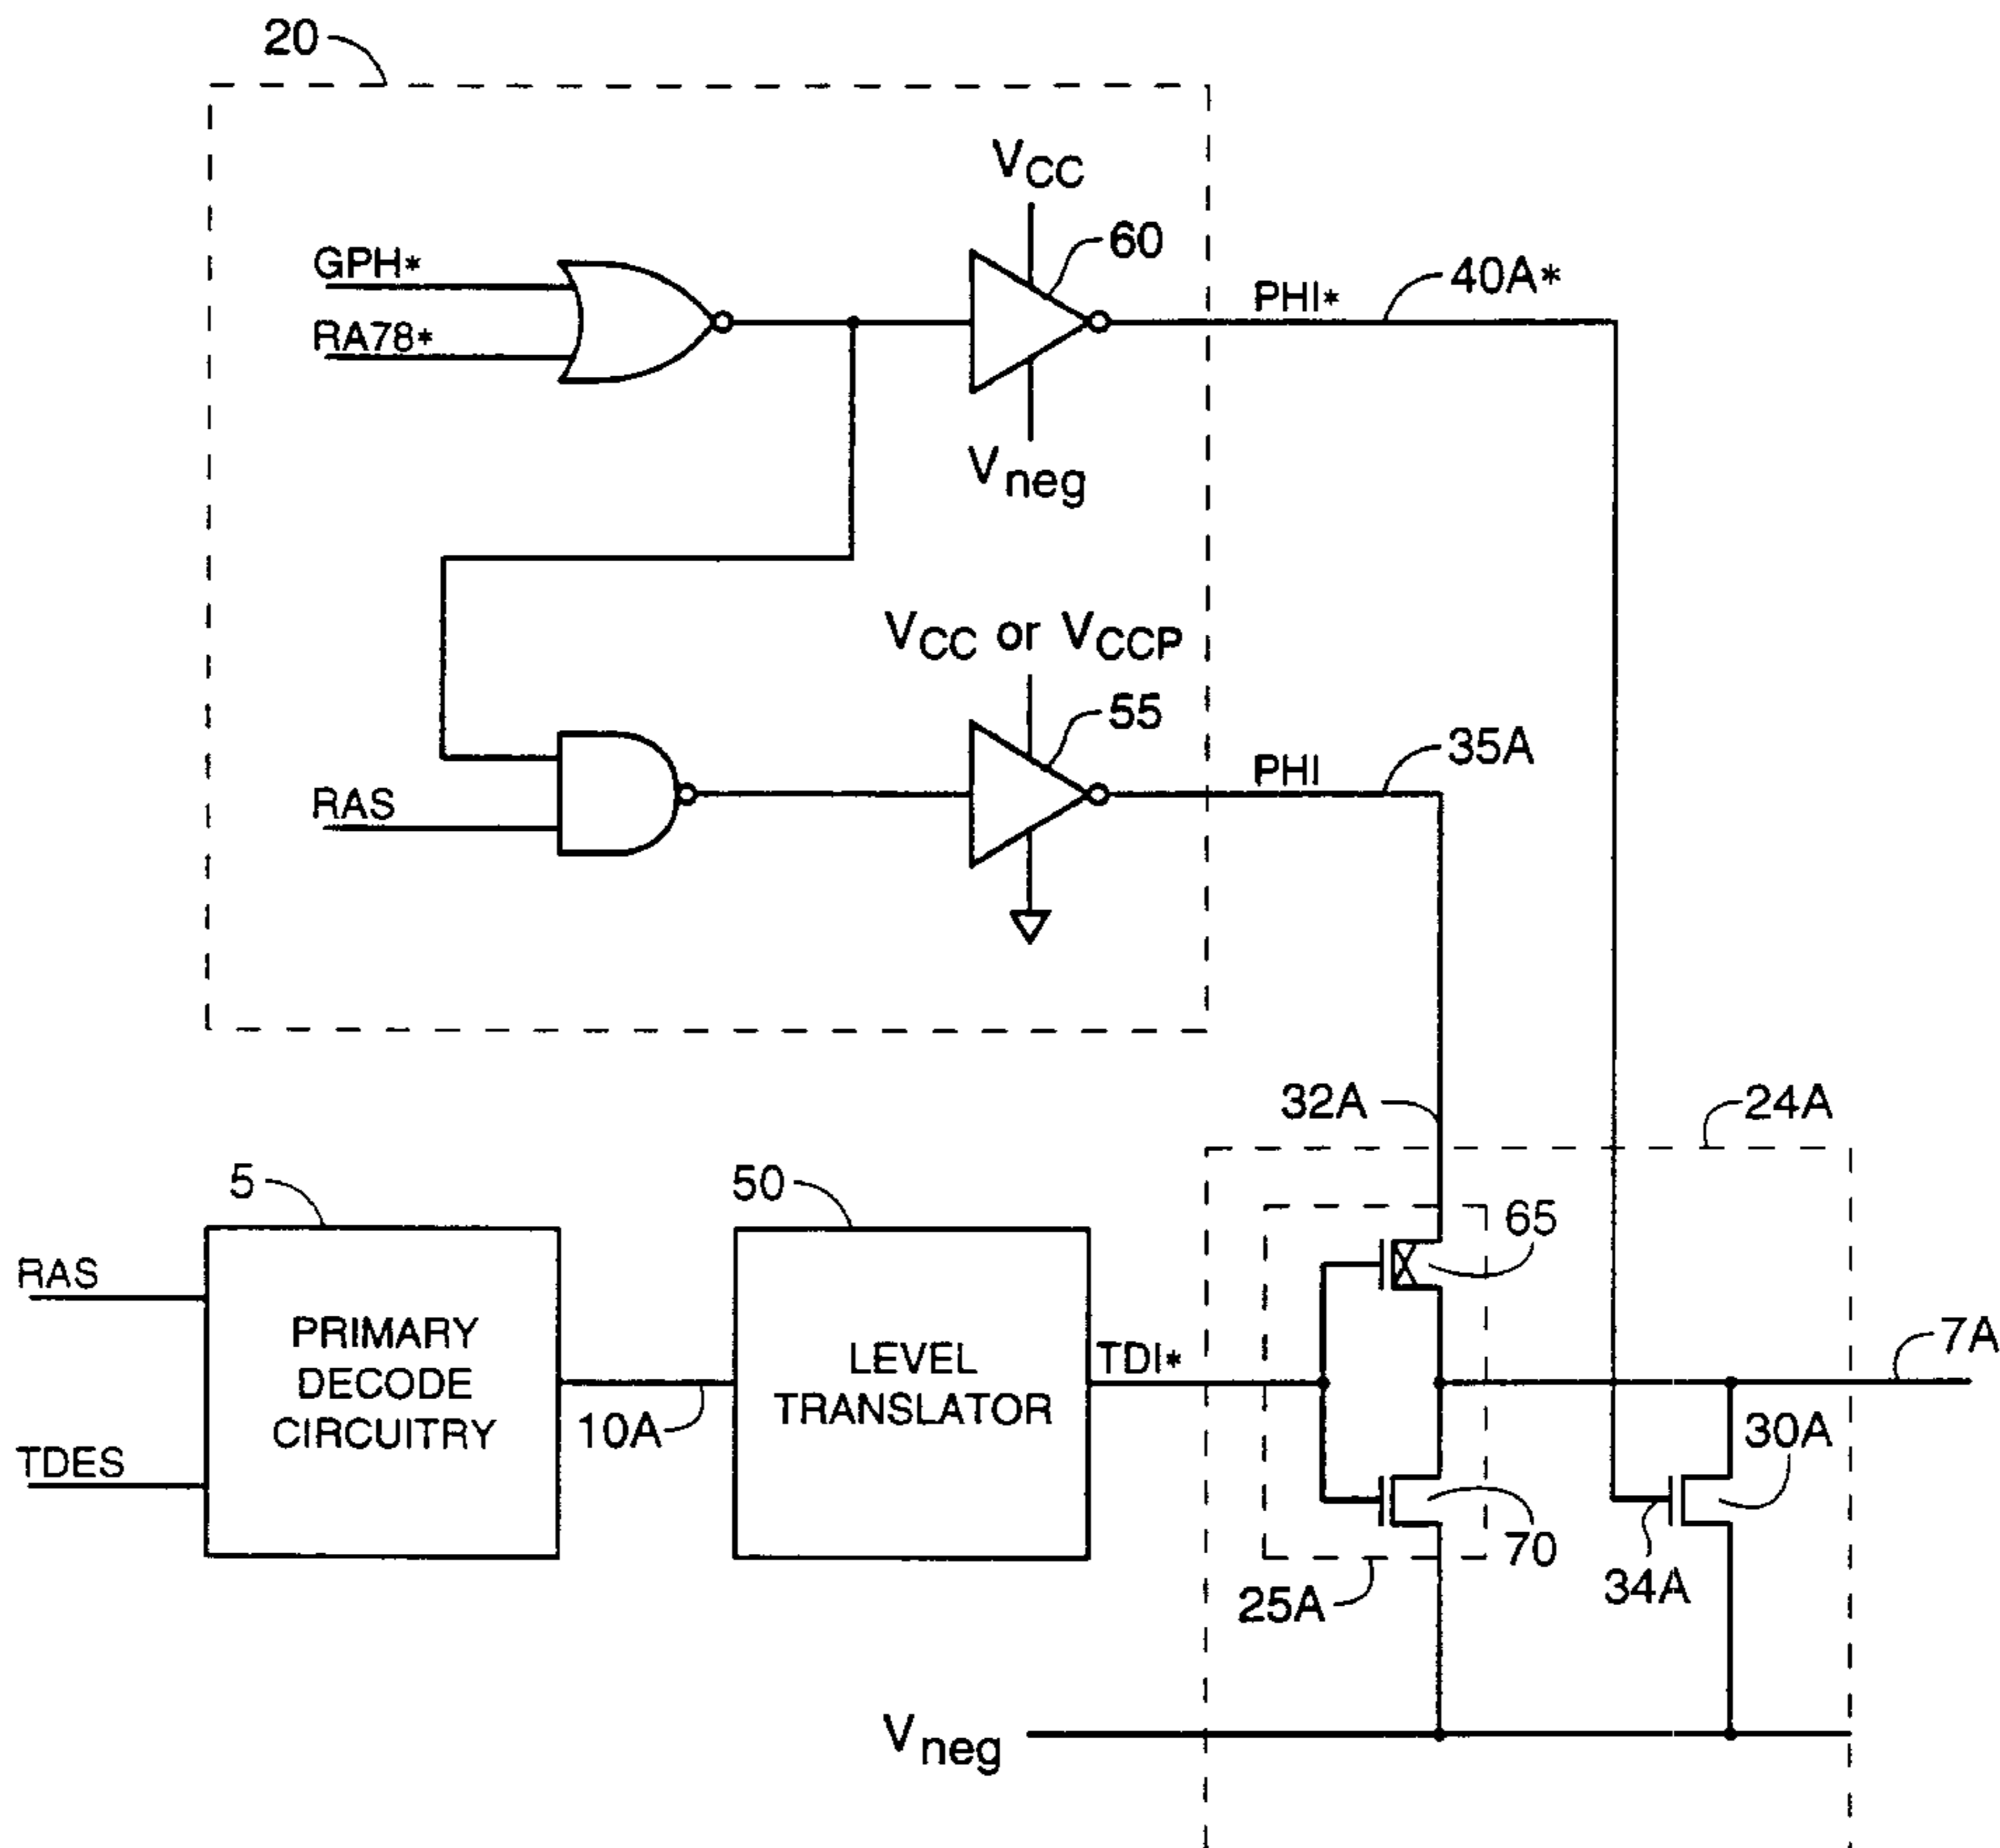 20
VCC
60
GPH*
RA78*
PHI*
40A*
Vneg
VCC or VCCP
55
PHI
35A
RAS
32A
24A
5
50
65
RAS
PRIMARY
DECODE
CIRCUITRY
10A
LEVEL
TRANSLATOR
TDI*
7A
30A
TDES
70
34A
25A
Vneg